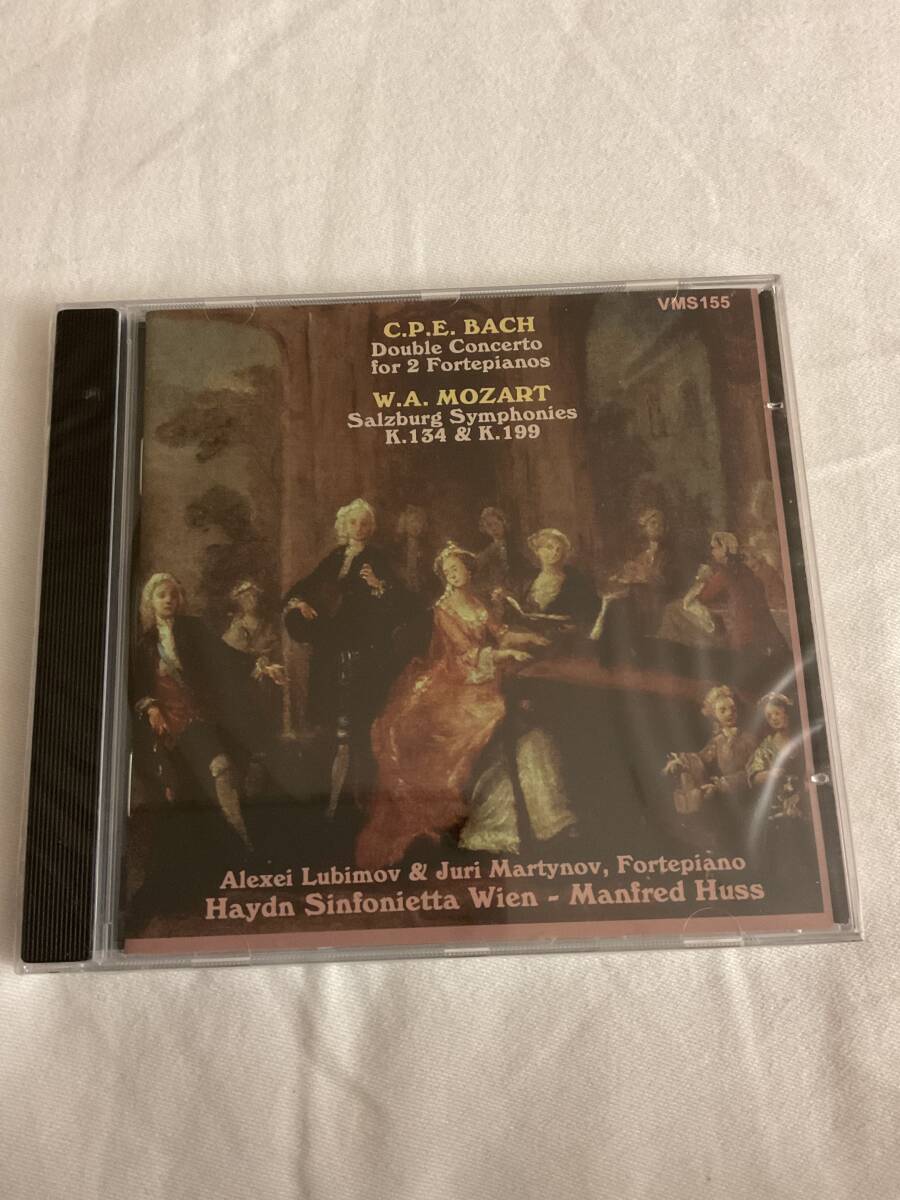 VMS155
C.P.E. BACH
Double Concerto
for 2 Fortepianos
W.A. MOZART
Salzburg Symphonies
K.134 & K.199
Alexei Lubimov & Juri Martynov, Fortepiano
Haydn Sinfonietta Wien - Manfred Huss